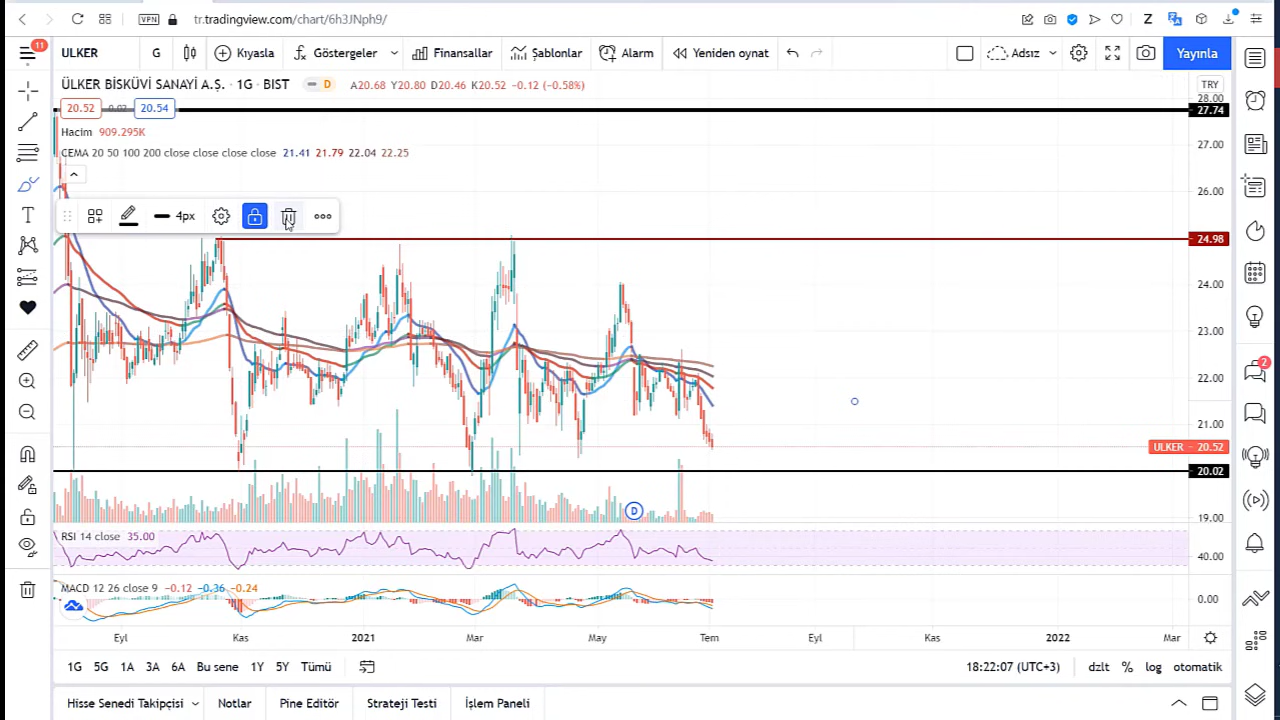 VPN tr.tradingview.com/chart/6h3JNph9/ Z
11 ULKER G Kıyasla Göstergeler Finansallar Şablonlar Alarm Yeniden oynat Adsız Yayınla
ÜLKER BİSKÜVİ SANAYİ A.Ş. · 1G · BIST D A20.68 Y20.80 D20.46 K20.52 -0.12 (-0.58%) TRY
28.00
20.52 0.02 20.54 27.74
Hacim 909.295K
27.00
CEMA 20 50 100 200 close close close close 21.41 21.79 22.04 22.25
26.00
T 4px
24.98
24.00
23.00
22.00
2
21.00
ULKER 20.52
20.02
D
19.00
RSI 14 close 35.00
40.00
MACD 12 26 close 9 -0.12 -0.36 -0.24
0.00
Eyl Kas 2021 Mar May Tem Eyl Kas 2022 Mar
1G 5G 1A 3A 6A Bu sene 1Y 5Y Tümü 18:22:07 (UTC+3) dzlt % log otomatik
Hisse Senedi Takipçisi Notlar Pine Editör Strateji Testi İşlem Paneli